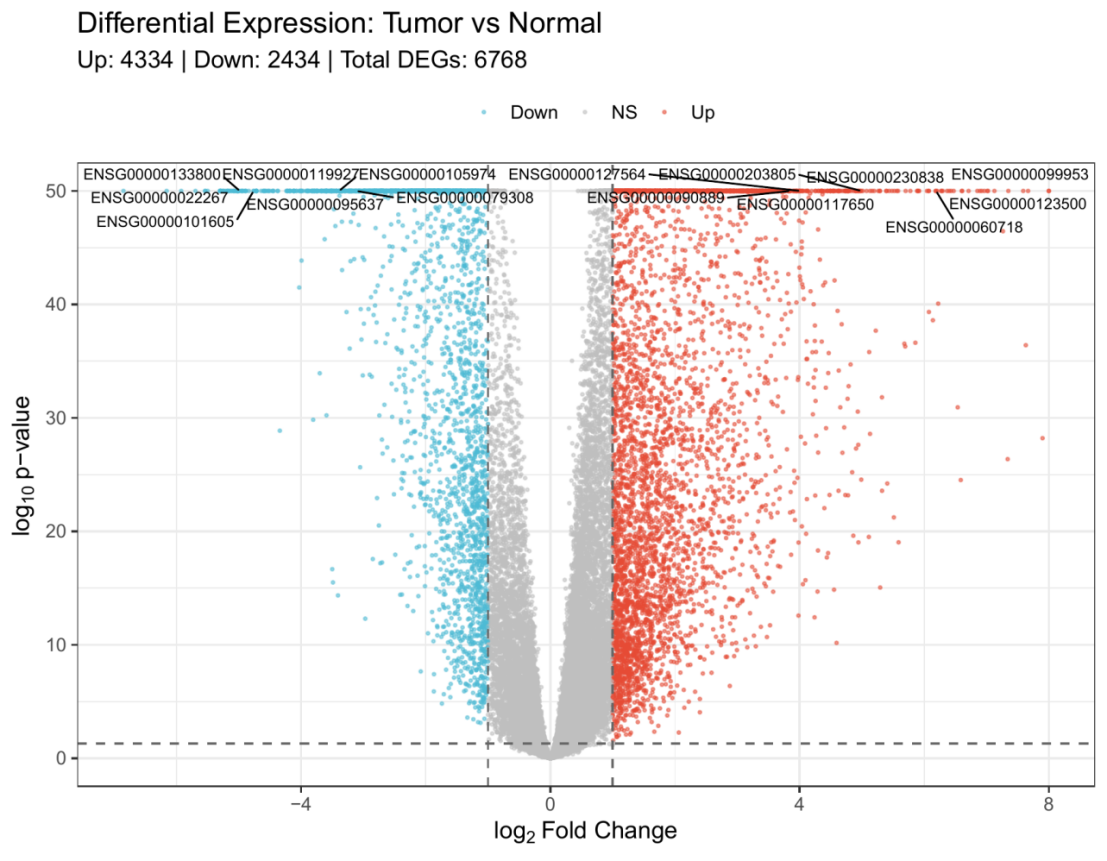 Differential Expression: Tumor vs Normal
Up: 4334 | Down: 2434 | Total DEGs: 6768
Down NS Up
ENSG00000133800 ENSG00000119927 ENSG00000105974 ENSG00000127564 ENSG00000203805 ENSG00000230838 ENSG00000099953
ENSG00000022267 ENSG00000095637 ENSG00000079308 ENSG00000090889 ENSG00000117650 ENSG00000123500
ENSG00000101605 ENSG00000060718
50
40
30
20
10
0
log10 p−value
−4 0 4 8
log2 Fold Change